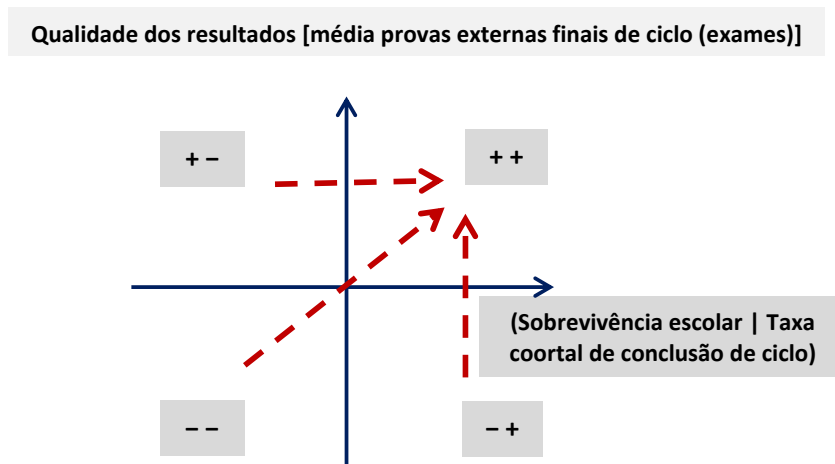 Qualidade dos resultados [média provas externas finais de ciclo (exames)]
+ −
+ +
(Sobrevivência escolar | Taxa
coortal de conclusão de ciclo)
− −
− +